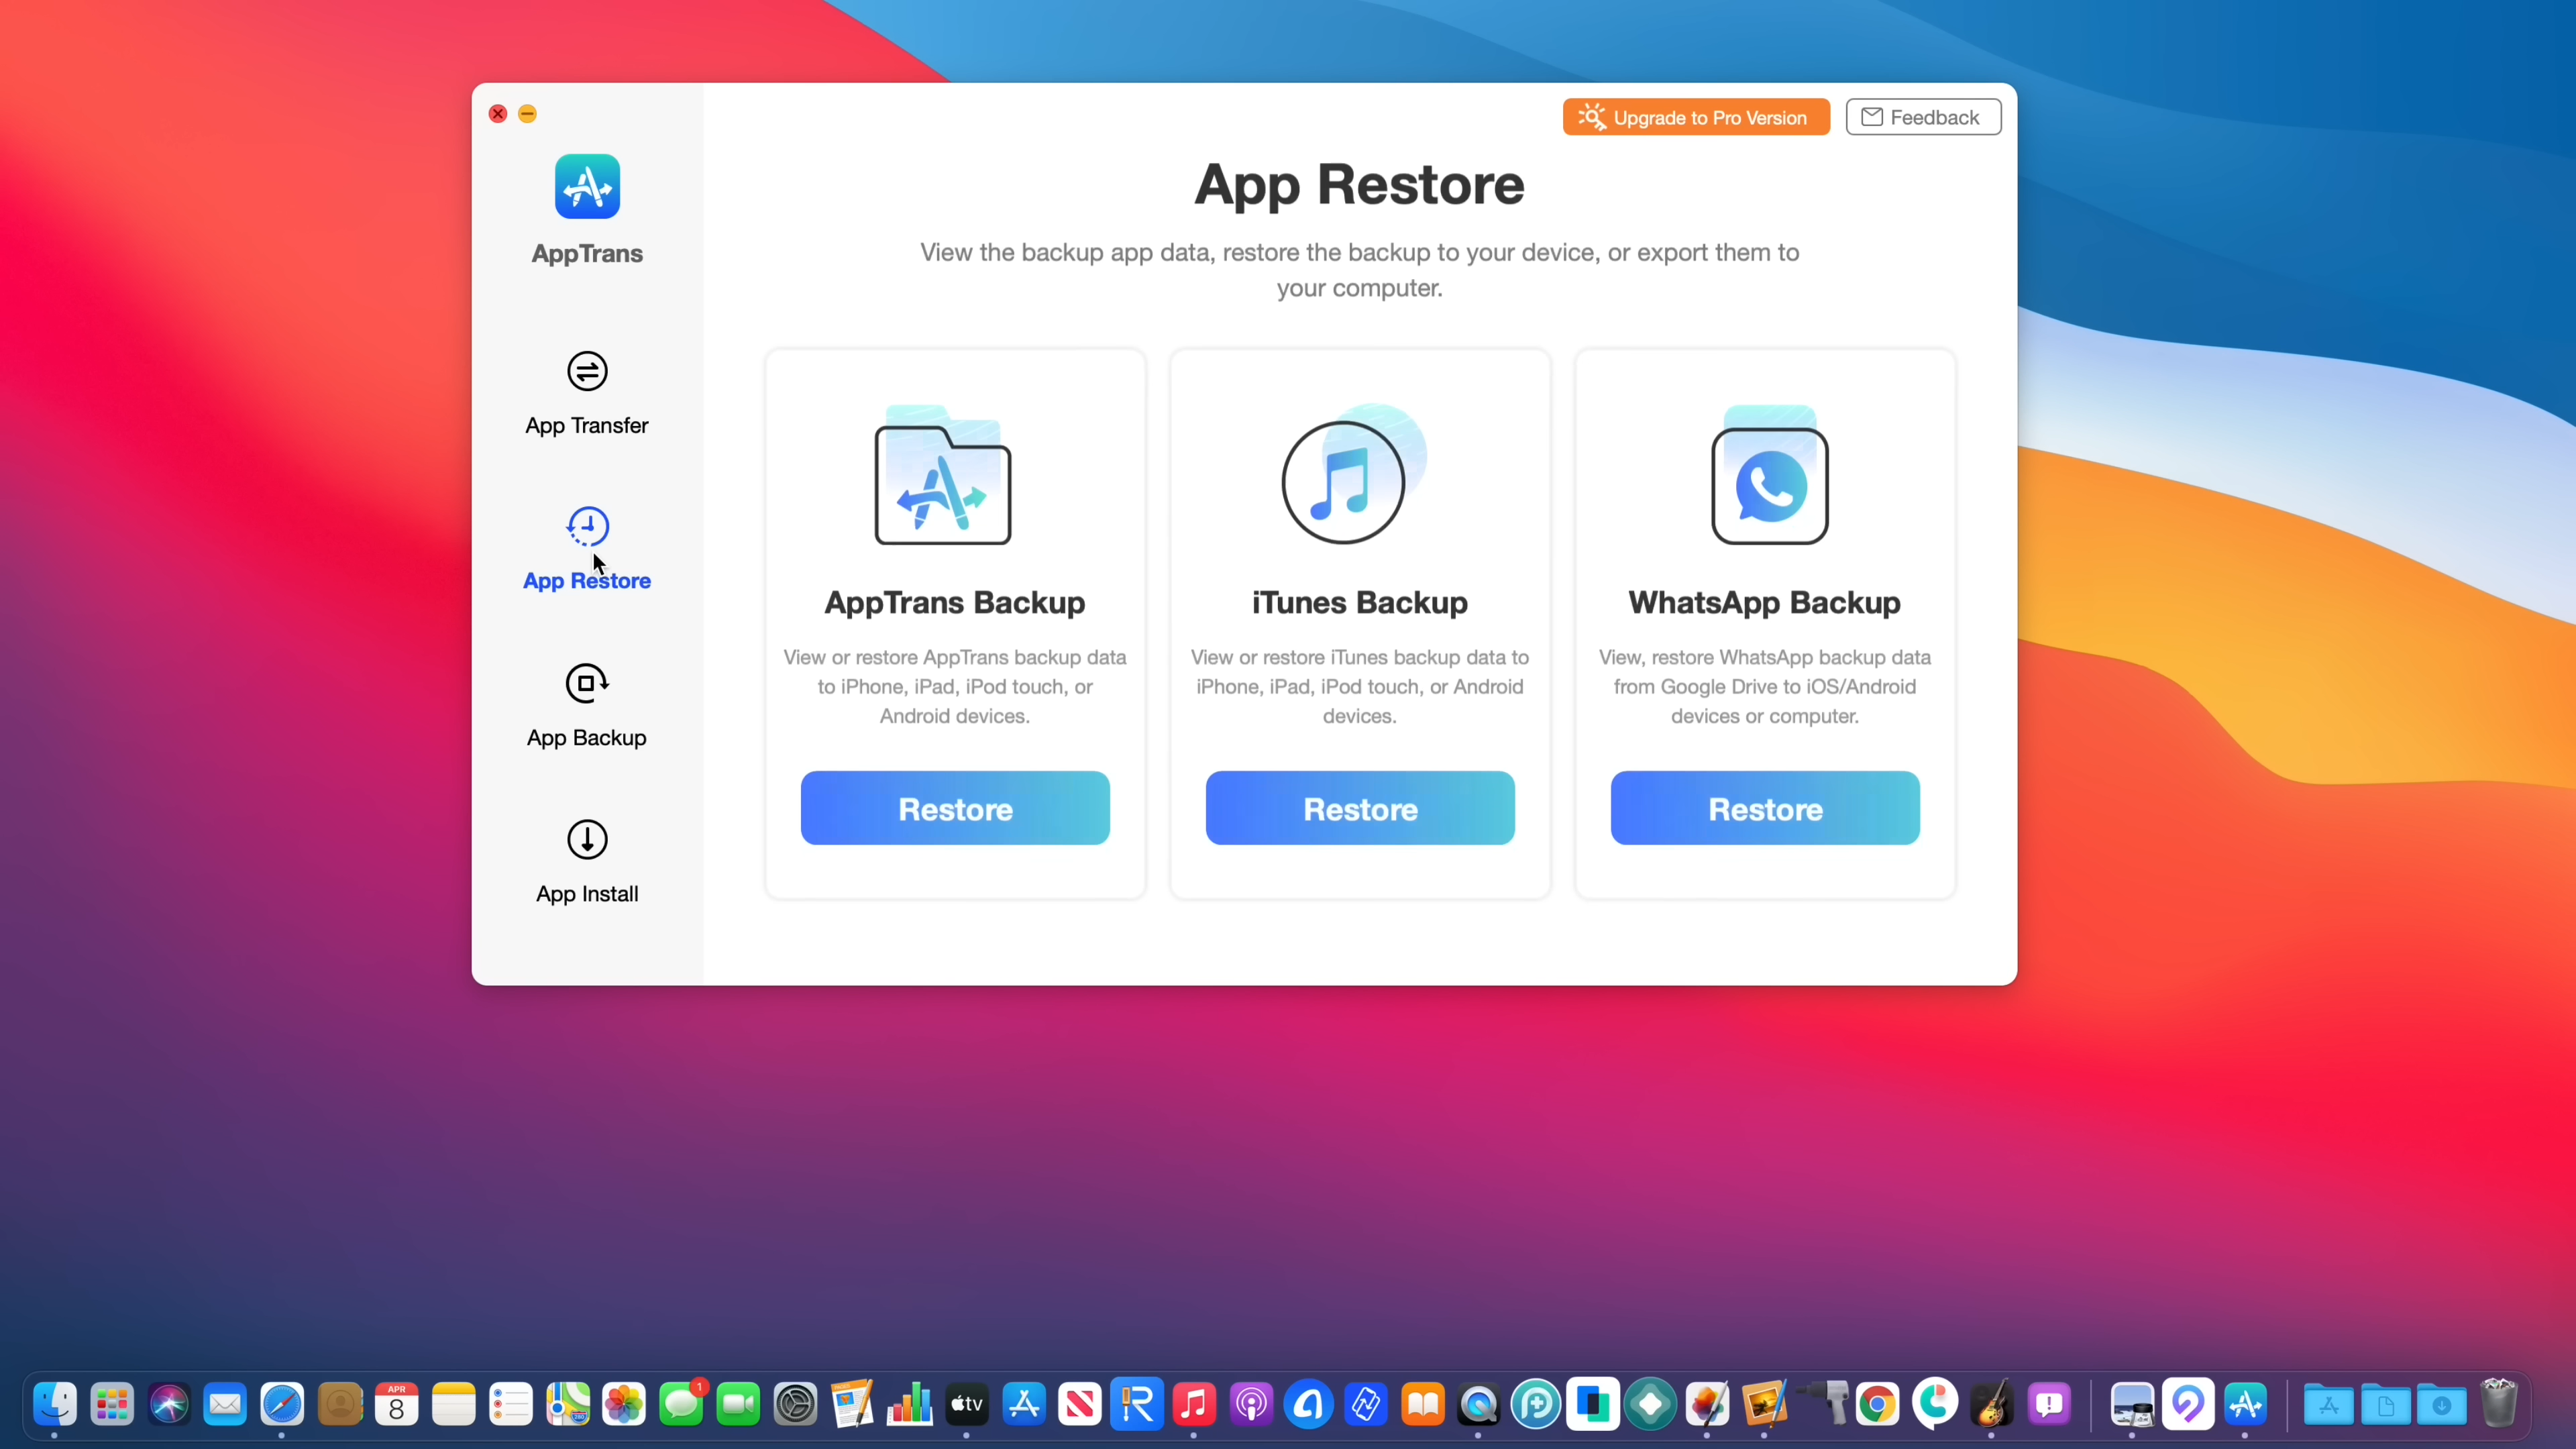 Upgrade to Pro Version
Feedback
AppTrans
App Transfer
App Restore
App Backup
App Install
App Restore
View the backup app data, restore the backup to your device, or export them to
your computer.
AppTrans Backup
View or restore AppTrans backup data
to iPhone, iPad, iPod touch, or
Android devices.
Restore
iTunes Backup
View or restore iTunes backup data to
iPhone, iPad, iPod touch, or Android
devices.
Restore
WhatsApp Backup
View, restore WhatsApp backup data
from Google Drive to iOS/Android
devices or computer.
Restore
APR
8
1
tv